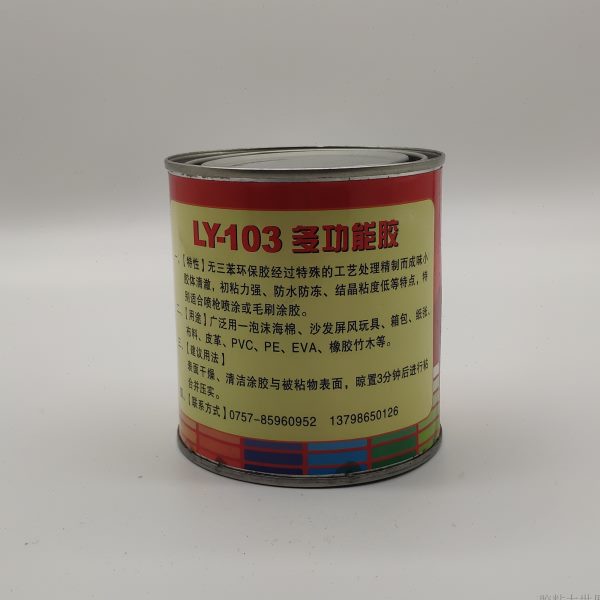 LY-103 多功能胶
一、【特性】无三苯环保胶经过特殊的工艺处理精制而成味小
胶体清澈，初粘力强、防水防冻、结晶粘度低等特点，特
别适合喷枪喷涂或毛刷涂胶。
二、【用途】广泛用一泡沫海棉、沙发屏风玩具、箱包、纸张、
布料、皮革、PVC、PE、EVA、橡胶竹木等。
三、【建议用法】
表面干燥、清洁涂胶与被粘物表面，晾置3分钟后进行粘
合并压实。
四、【联系方式】0757-85960952 13798650126